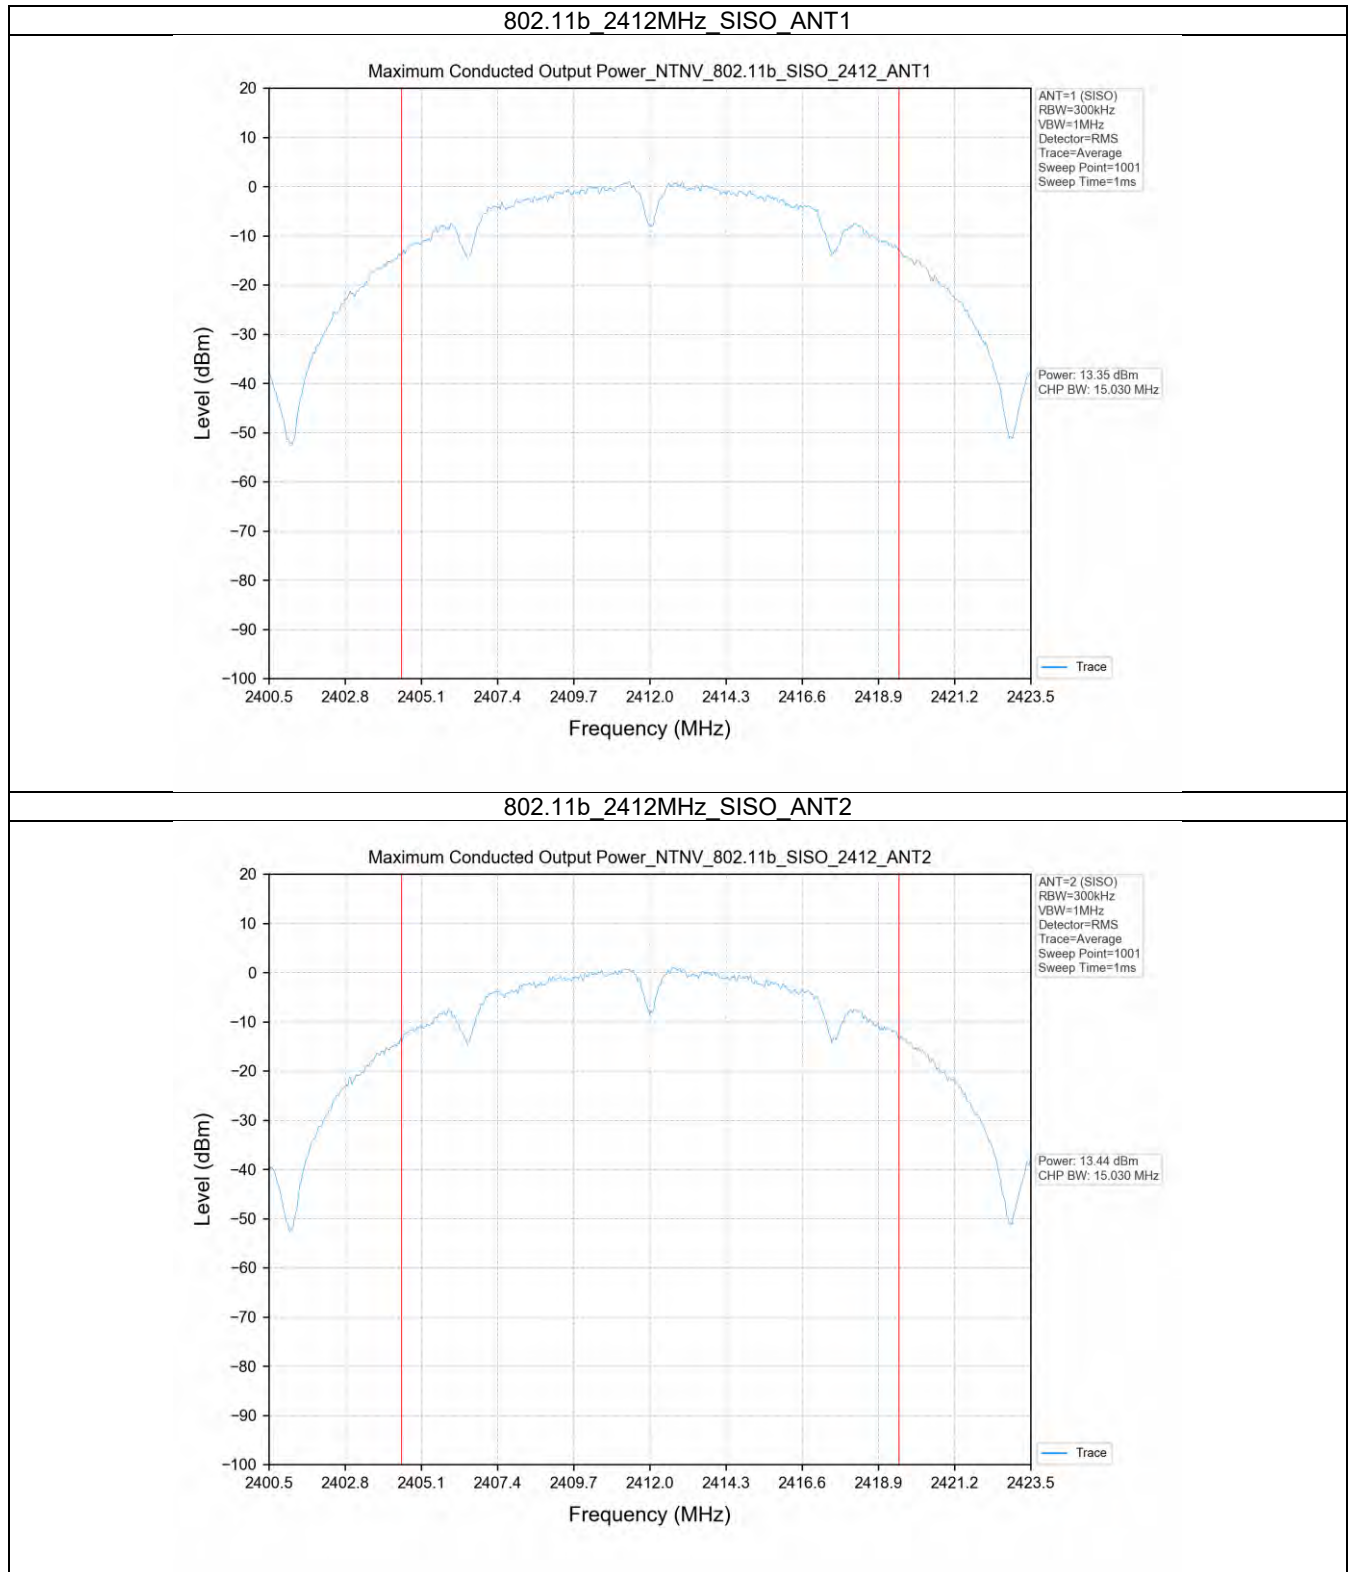 802.11b_2412MHz_SISO_ANT1
Maximum Conducted Output Power_NTNV_802.11b_SISO_2412_ANT1
20
10
0
−10
−20
−30
−40
−50
−60
−70
−80
−90
−100
Level (dBm)
2400.5 2402.8 2405.1 2407.4 2409.7 2412.0 2414.3 2416.6 2418.9 2421.2 2423.5
Frequency (MHz)
ANT=1 (SISO)
RBW=300kHz
VBW=1MHz
Detector=RMS
Trace=Average
Sweep Point=1001
Sweep Time=1ms
Power: 13.35 dBm
CHP BW: 15.030 MHz
Trace
802.11b_2412MHz_SISO_ANT2
Maximum Conducted Output Power_NTNV_802.11b_SISO_2412_ANT2
20
10
0
−10
−20
−30
−40
−50
−60
−70
−80
−90
−100
Level (dBm)
2400.5 2402.8 2405.1 2407.4 2409.7 2412.0 2414.3 2416.6 2418.9 2421.2 2423.5
Frequency (MHz)
ANT=2 (SISO)
RBW=300kHz
VBW=1MHz
Detector=RMS
Trace=Average
Sweep Point=1001
Sweep Time=1ms
Power: 13.44 dBm
CHP BW: 15.030 MHz
Trace